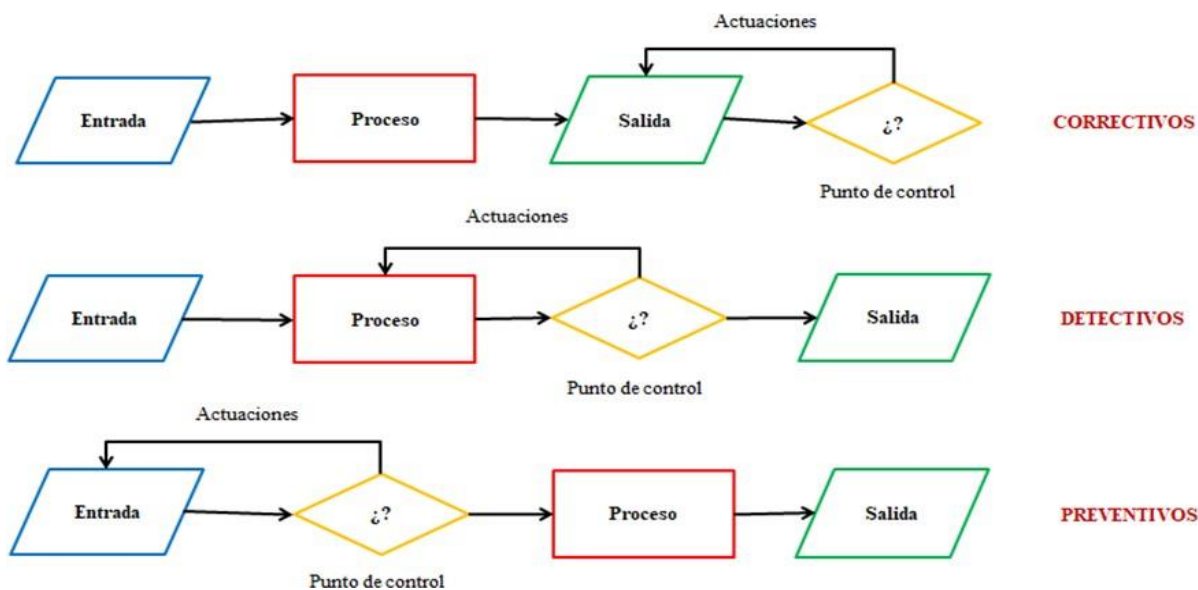 Actuaciones
Entrada
Proceso
Salida
¿?
CORRECTIVOS
Punto de control
Actuaciones
Entrada
Proceso
¿?
Salida
DETECTIVOS
Punto de control
Actuaciones
Entrada
¿?
Proceso
Salida
PREVENTIVOS
Punto de control